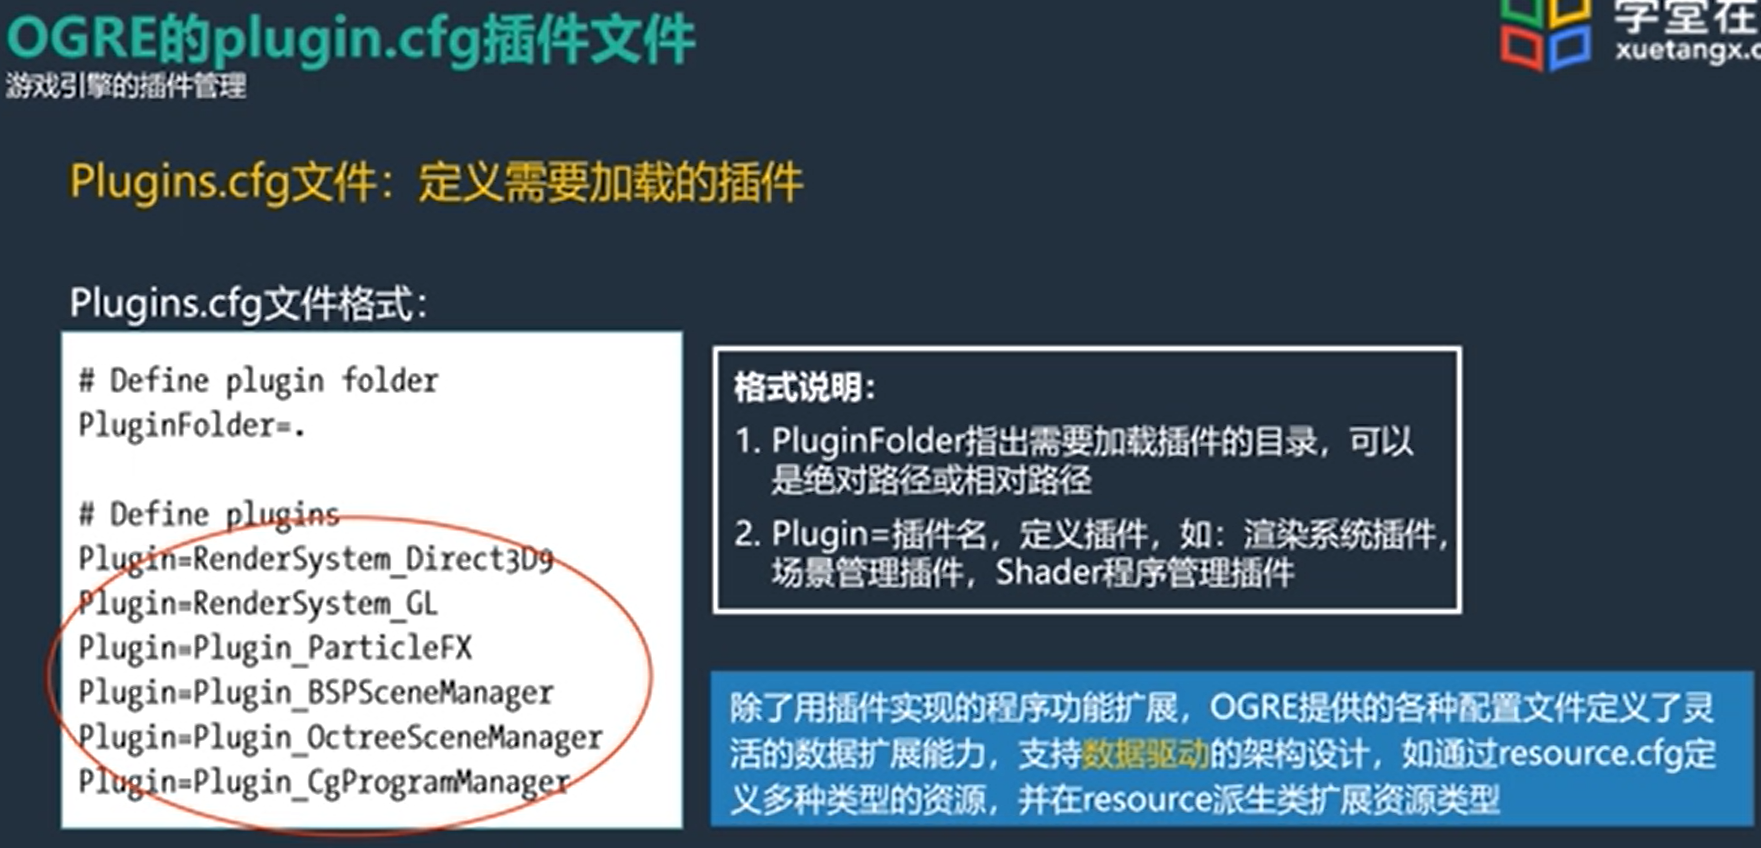 OGRE的plugin.cfg插件文件
游戏引擎的插件管理
学堂在
xuetangx.c
Plugins.cfg文件：定义需要加载的插件
Plugins.cfg文件格式：
# Define plugin folder
PluginFolder=.
# Define plugins
Plugin=RenderSystem_Direct3D9
Plugin=RenderSystem_GL
Plugin=Plugin_ParticleFX
Plugin=Plugin_BSPSceneManager
Plugin=Plugin_OctreeSceneManager
Plugin=Plugin_CgProgramManager
格式说明：
1. PluginFolder指出需要加载插件的目录，可以
是绝对路径或相对路径
2. Plugin=插件名，定义插件，如：渲染系统插件，
场景管理插件，Shader程序管理插件
除了用插件实现的程序功能扩展，OGRE提供的各种配置文件定义了灵
活的数据扩展能力，支持数据驱动的架构设计，如通过resource.cfg定
义多种类型的资源，并在resource派生类扩展资源类型